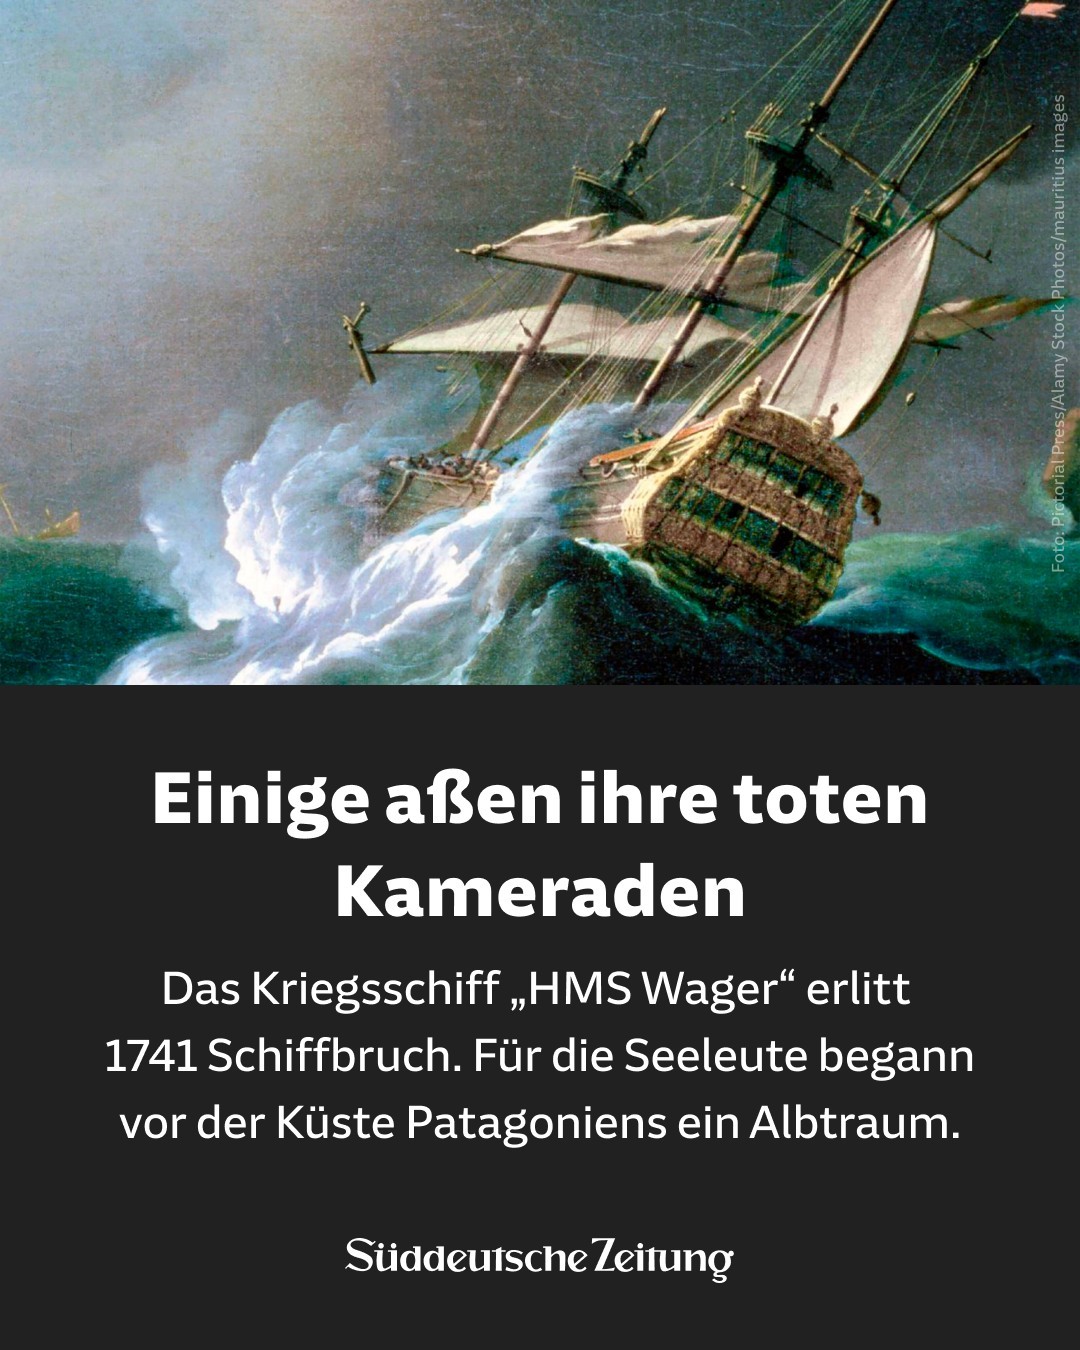 Foto: Pictorial Press/Alamy Stock Photos/mauritius images
Einige aßen ihre toten
Kameraden
Das Kriegsschiff „HMS Wager“ erlitt
1741 Schiffbruch. Für die Seeleute begann
vor der Küste Patagoniens ein Albtraum.
Süddeutsche Zeitung